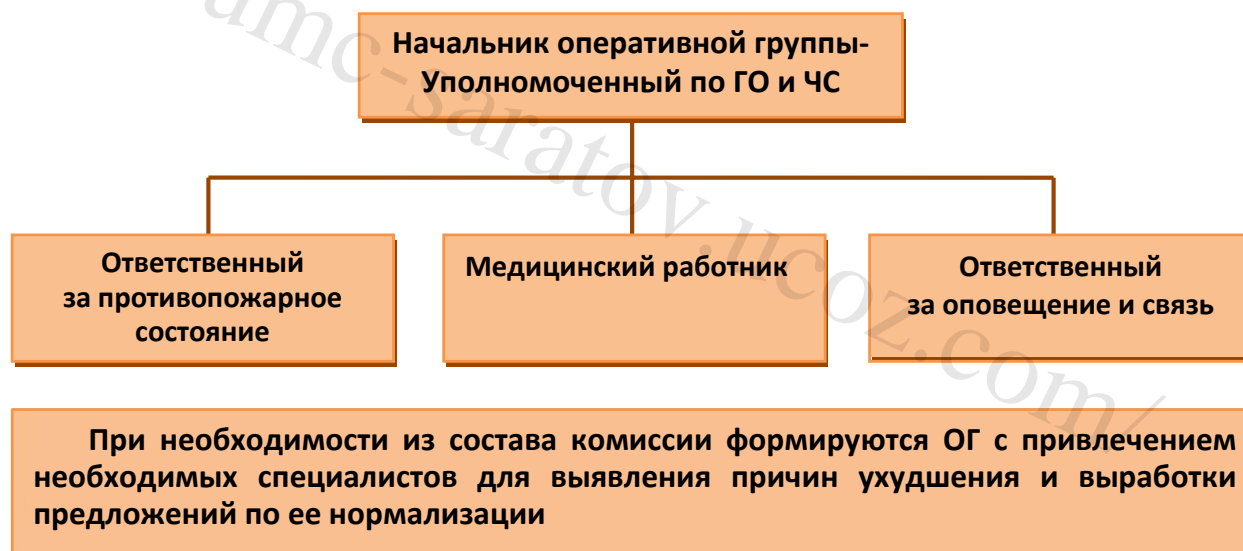 Начальник оперативной группы-
Уполномоченный по ГО и ЧС
Ответственный
за противопожарное
состояние
Медицинский работник
Ответственный
за оповещение и связь
При необходимости из состава комиссии формируются ОГ с привлечением
необходимых специалистов для выявления причин ухудшения и выработки
предложений по ее нормализации
umc-saratov.ucoz.com/